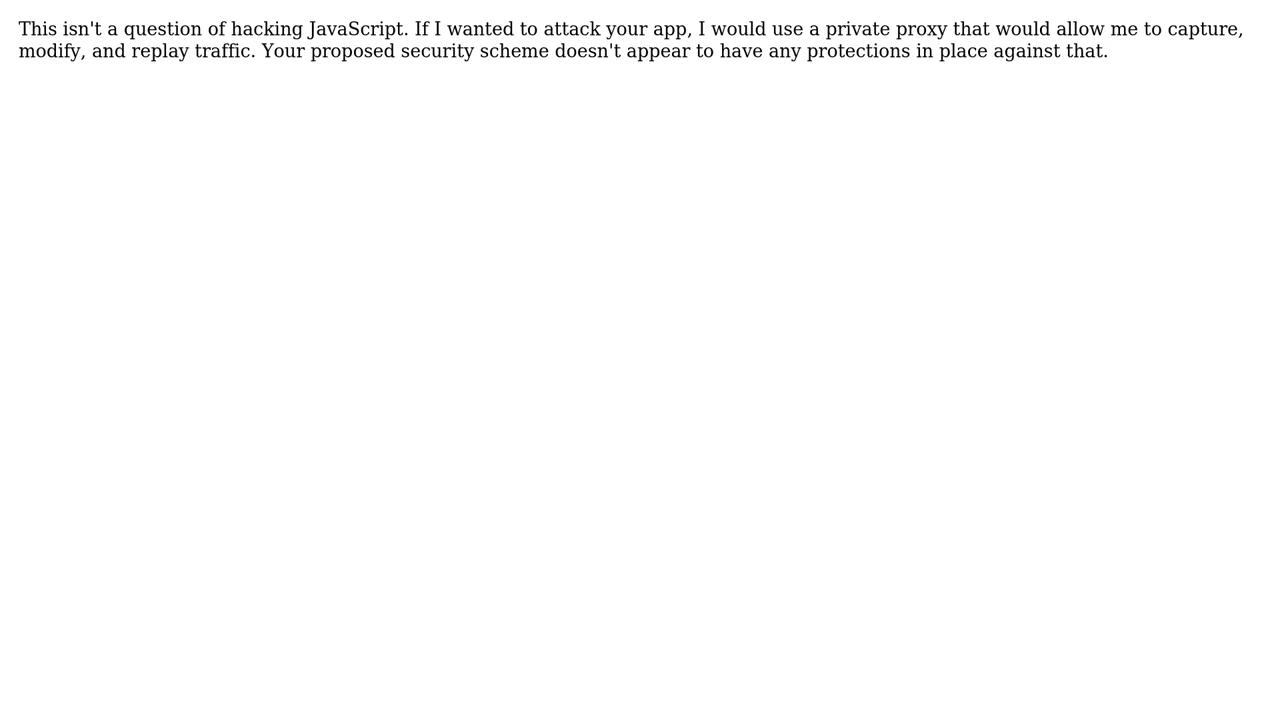 This isn't a question of hacking JavaScript. If I wanted to attack your app, I would use a private proxy that would allow me to capture,
modify, and replay traffic. Your proposed security scheme doesn't appear to have any protections in place against that.